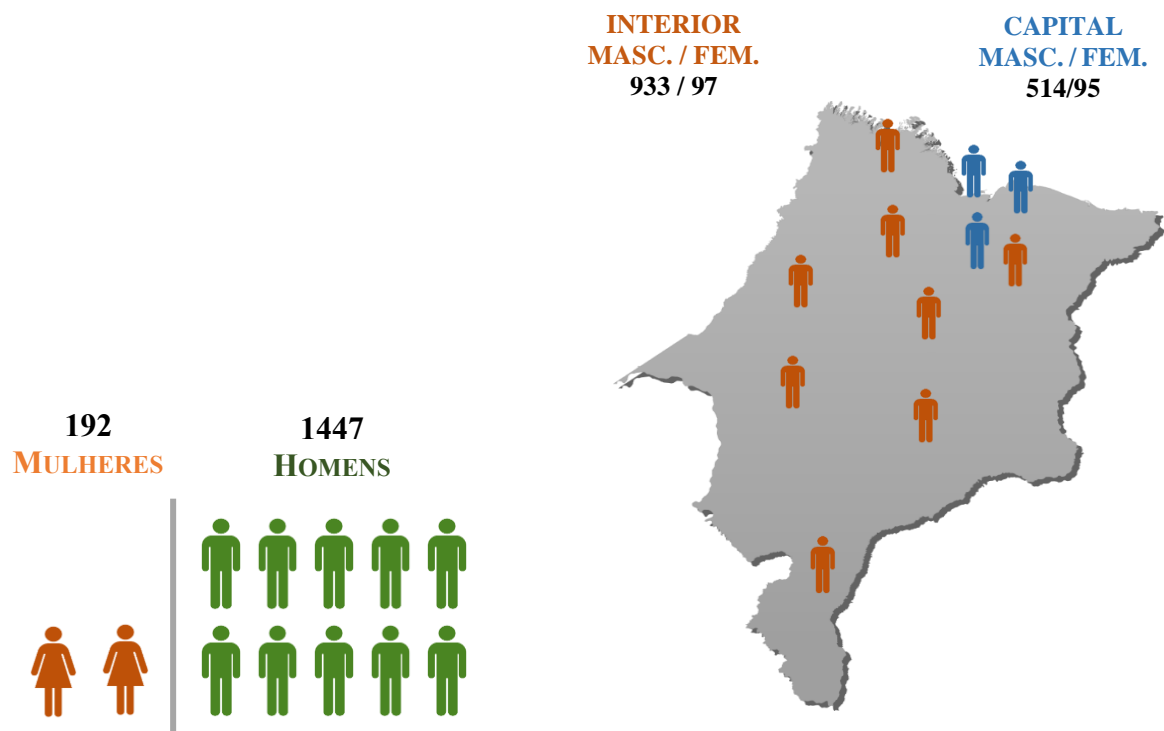 INTERIOR
MASC. / FEM.
933 / 97
CAPITAL
MASC. / FEM.
514/95
192
MULHERES
1447
HOMENS